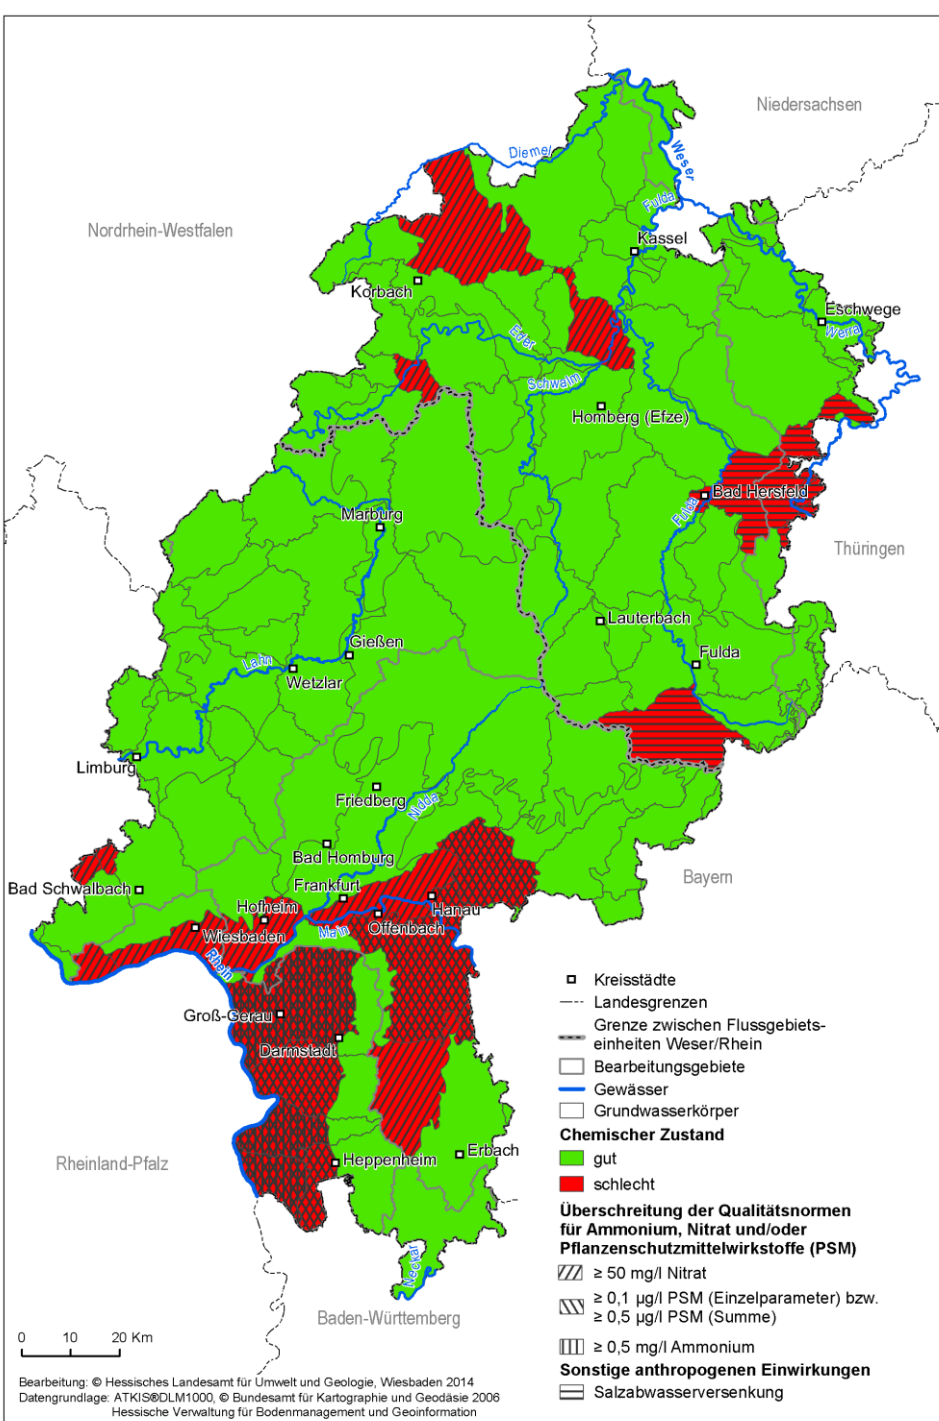 Niedersachsen
Diemel
Weser
Nordrhein-Westfalen
Fulda
Kassel
Korbach
Eschwege
Werra
Eder
Schwalm
Homberg (Efze)
Bad Hersfeld
Fulda
Marburg
Thüringen
Lauterbach
Gießen
Fulda
Lahn
Wetzlar
Limburg
Friedberg
Nidda
Bad Homburg
Bayern
Bad Schwalbach
Frankfurt
Hanau
Hofheim
Offenbach
Wiesbaden
Main
Rhein
Groß-Gerau
Darmstadt
Erbach
Heppenheim
Rheinland-Pfalz
Neckar
Baden-Württemberg
Kreisstädte
Landesgrenzen
Grenze zwischen Flussgebiets-
einheiten Weser/Rhein
Bearbeitungsgebiete
Gewässer
Grundwasserkörper
Chemischer Zustand
gut
schlecht
Überschreitung der Qualitätsnormen
für Ammonium, Nitrat und/oder
Pflanzenschutzmittelwirkstoffe (PSM)
≥ 50 mg/l Nitrat
≥ 0,1 µg/l PSM (Einzelparameter) bzw.
≥ 0,5 µg/l PSM (Summe)
≥ 0,5 mg/l Ammonium
Sonstige anthropogenen Einwirkungen
Salzabwasserversenkung
0 10 20 Km
Bearbeitung: © Hessisches Landesamt für Umwelt und Geologie, Wiesbaden 2014
Datengrundlage: ATKIS®DLM1000, © Bundesamt für Kartographie und Geodäsie 2006
Hessische Verwaltung für Bodenmanagement und Geoinformation